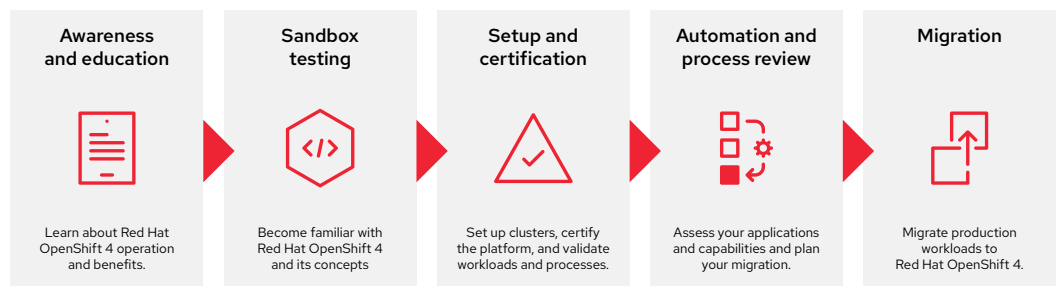 Awareness
and education
Learn about Red Hat
OpenShift 4 operation
and benefits.
Sandbox
testing
</>
Become familiar with
Red Hat OpenShift 4
and its concepts
Setup and
certification
Set up clusters, certify
the platform, and validate
workloads and processes.
Automation and
process review
Assess your applications
and capabilities and plan
your migration.
Migration
Migrate production
workloads to
Red Hat OpenShift 4.